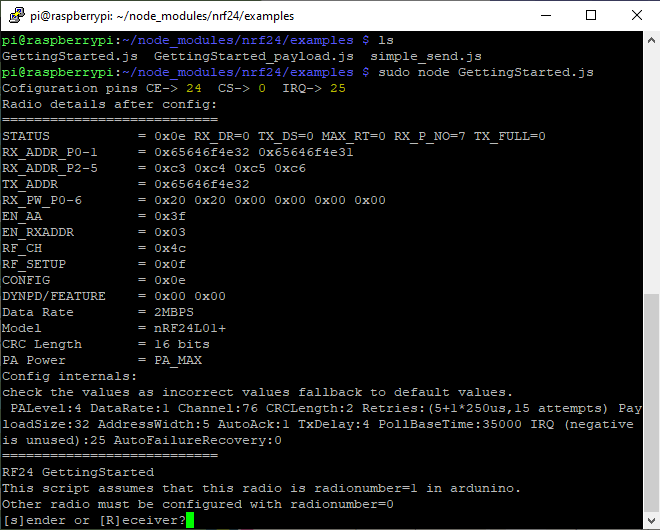 pi@raspberrypi: ~/node_modules/nrf24/examples
pi@raspberrypi:~/node_modules/nrf24/examples $ ls
GettingStarted.js  GettingStarted_payload.js  simple_send.js
pi@raspberrypi:~/node_modules/nrf24/examples $ sudo node GettingStarted.js
Cofiguration pins CE-> 24  CS-> 0  IRQ-> 25
Radio details after config:
===========================
STATUS           = 0x0e RX_DR=0 TX_DS=0 MAX_RT=0 RX_P_NO=7 TX_FULL=0
RX_ADDR_P0-1     = 0x65646f4e32 0x65646f4e31
RX_ADDR_P2-5     = 0xc3 0xc4 0xc5 0xc6
TX_ADDR          = 0x65646f4e32
RX_PW_P0-6       = 0x20 0x20 0x00 0x00 0x00 0x00
EN_AA            = 0x3f
EN_RXADDR        = 0x03
RF_CH            = 0x4c
RF_SETUP         = 0x0f
CONFIG           = 0x0e
DYNPD/FEATURE    = 0x00 0x00
Data Rate        = 2MBPS
Model            = nRF24L01+
CRC Length       = 16 bits
PA Power         = PA_MAX
Config internals:
check the values as incorrect values fallback to default values.
 PALevel:4 DataRate:1 Channel:76 CRCLength:2 Retries:(5+1*250us,15 attempts) Pay
loadSize:32 AddressWidth:5 AutoAck:1 TxDelay:4 PollBaseTime:35000 IRQ (negative
is unused):25 AutoFailureRecovery:0
===========================
RF24 GettingStarted
This script assumes that this radio is radionumber=1 in ardunino.
Other radio must be configured with radionumber=0
[s]ender or [R]eceiver?